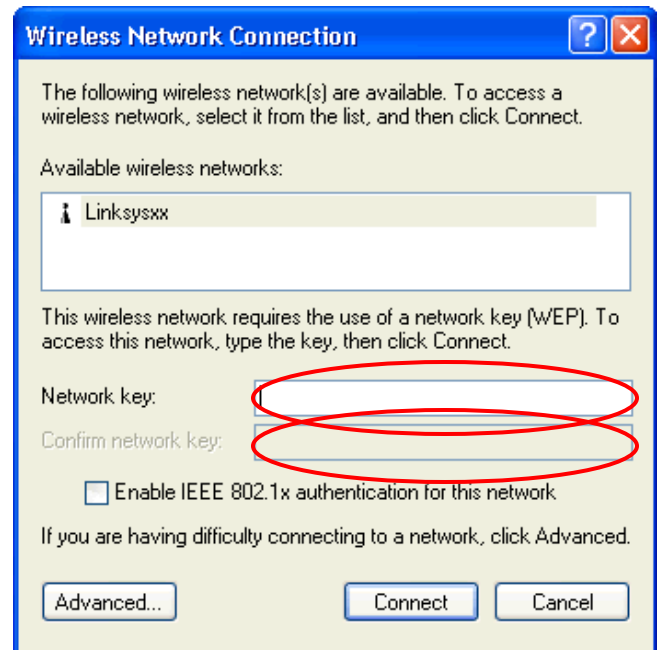 Wireless Network Connection
The following wireless network(s) are available. To access a
wireless network, select it from the list, and then click Connect.
Available wireless networks:
Linksysxx
This wireless network requires the use of a network key (WEP). To
access this network, type the key, then click Connect.
Network key:
Confirm network key:
Enable IEEE 802.1x authentication for this network
If you are having difficulty connecting to a network, click Advanced.
Advanced... Connect Cancel